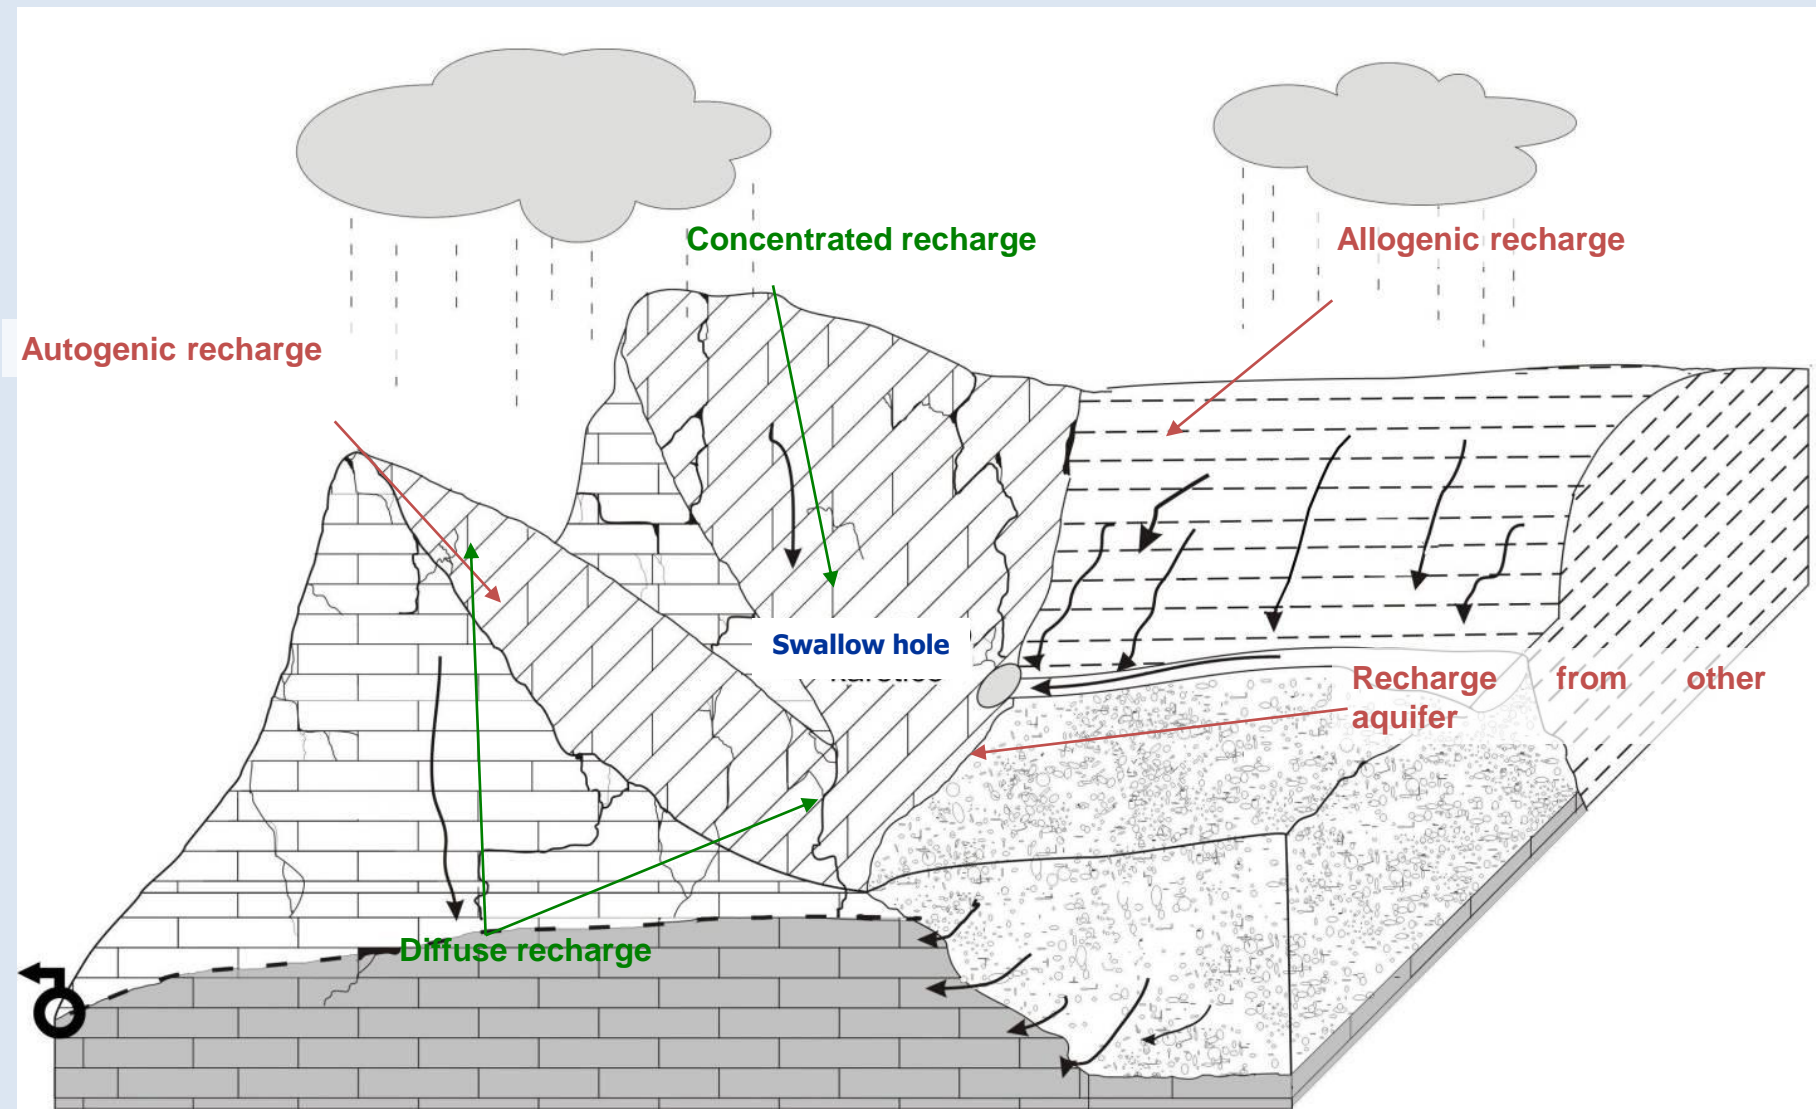 Concentrated recharge
Allogenic recharge
Autogenic recharge
Swallow hole
Recharge from other
aquifer
Diffuse recharge